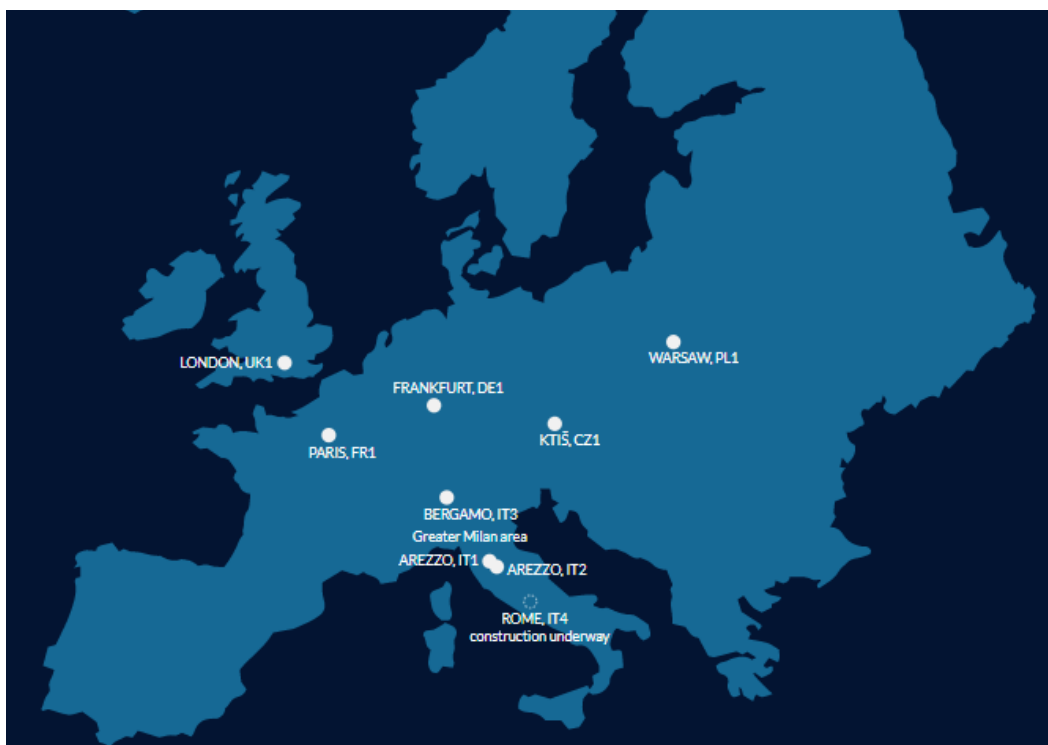 WARSAW, PL1
LONDON, UK1
FRANKFURT, DE1
KTIŠ, CZ1
PARIS, FR1
BERGAMO, IT3
Greater Milan area
AREZZO, IT1
AREZZO, IT2
ROME, IT4
construction underway